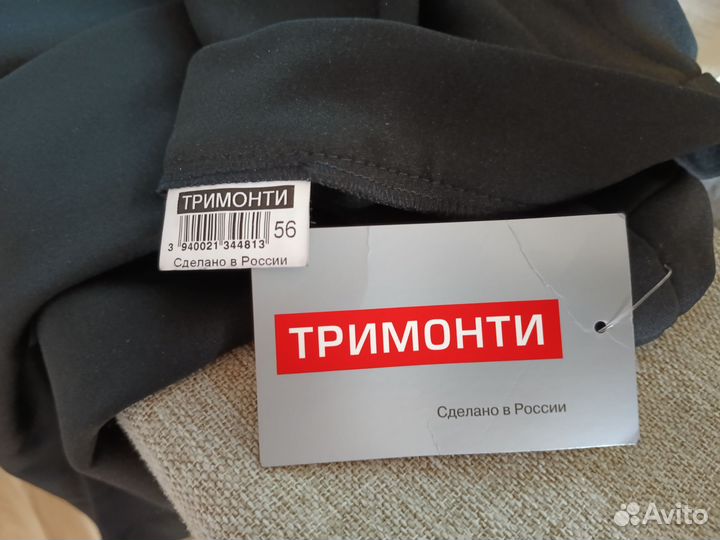 ТРИМОНТИ
56
3 940021 344813
Сделано в России
ТРИМОНТИ
Сделано в России
Avito